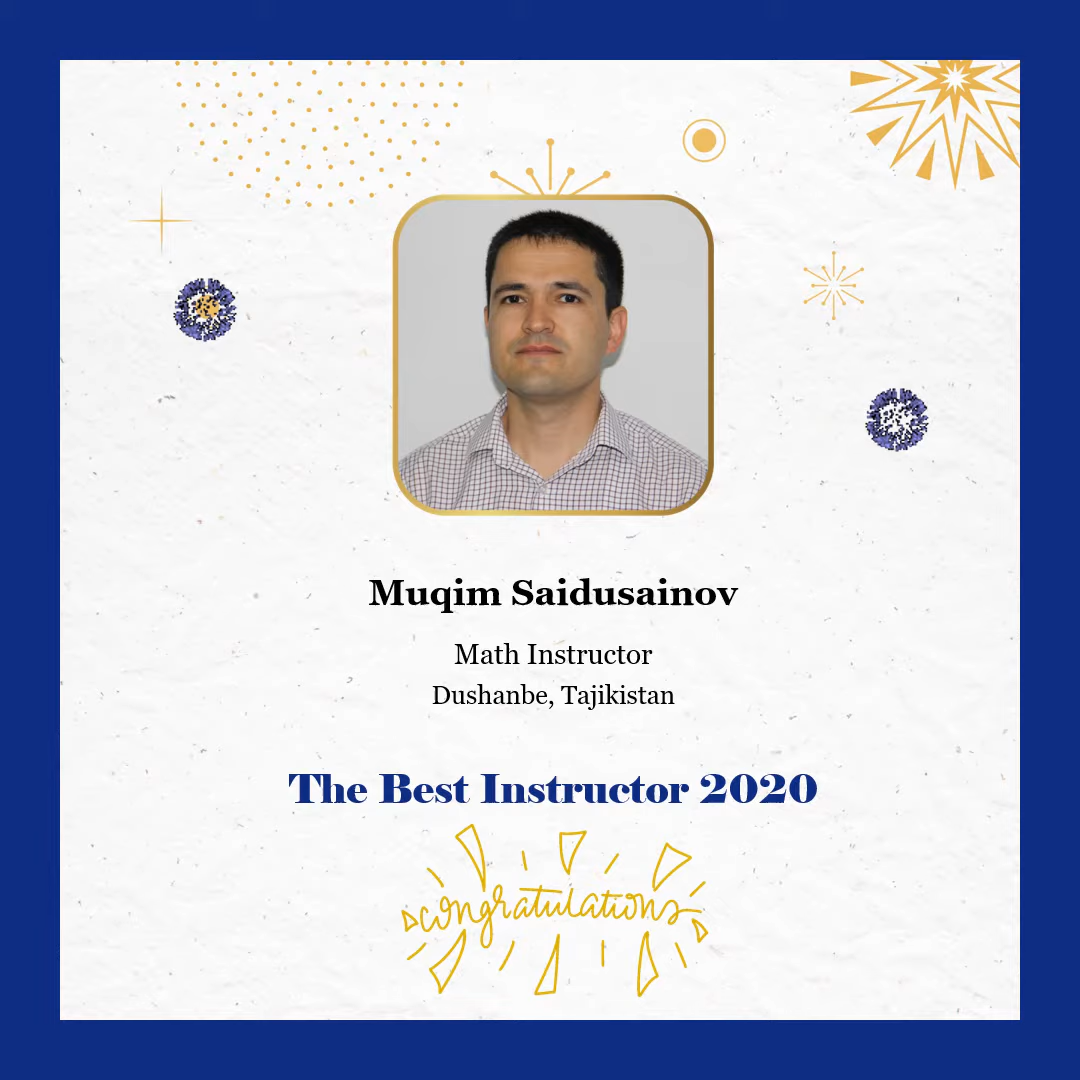 Muqim Saidusainov
Math Instructor
Dushanbe, Tajikistan
The Best Instructor 2020
congratulations